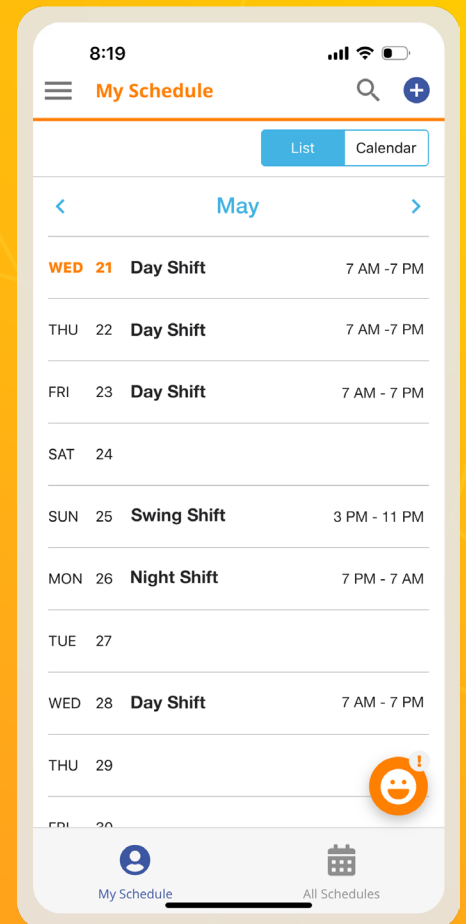 8:19
My Schedule
List Calendar
May
WED 21 Day Shift 7 AM -7 PM
THU 22 Day Shift 7 AM -7 PM
FRI 23 Day Shift 7 AM - 7 PM
SAT 24
SUN 25 Swing Shift 3 PM - 11 PM
MON 26 Night Shift 7 PM - 7 AM
TUE 27
WED 28 Day Shift 7 AM - 7 PM
THU 29
!
FRI 30
My Schedule All Schedules